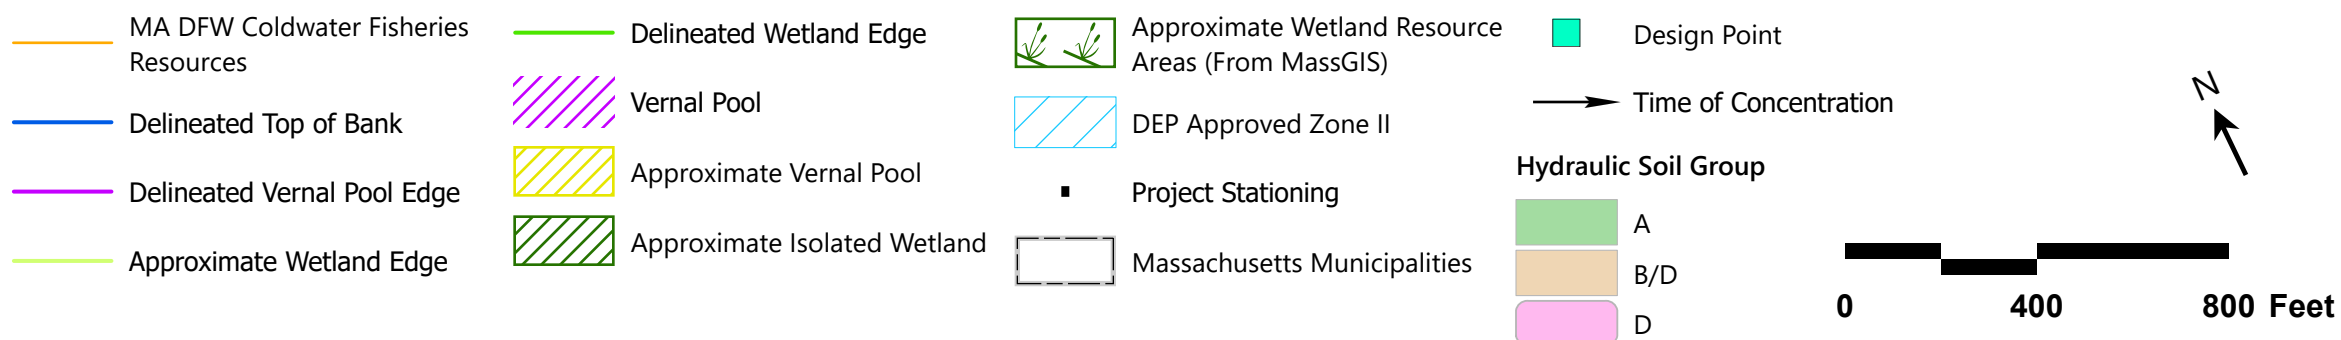 MA DFW Coldwater Fisheries
Resources
Delineated Top of Bank
Delineated Vernal Pool Edge
Approximate Wetland Edge
Delineated Wetland Edge
Vernal Pool
Approximate Vernal Pool
Approximate Isolated Wetland
Approximate Wetland Resource
Areas (From MassGIS)
DEP Approved Zone II
Project Stationing
Massachusetts Municipalities
Design Point
Time of Concentration
Hydraulic Soil Group
A
B/D
D
N
0 400 800 Feet